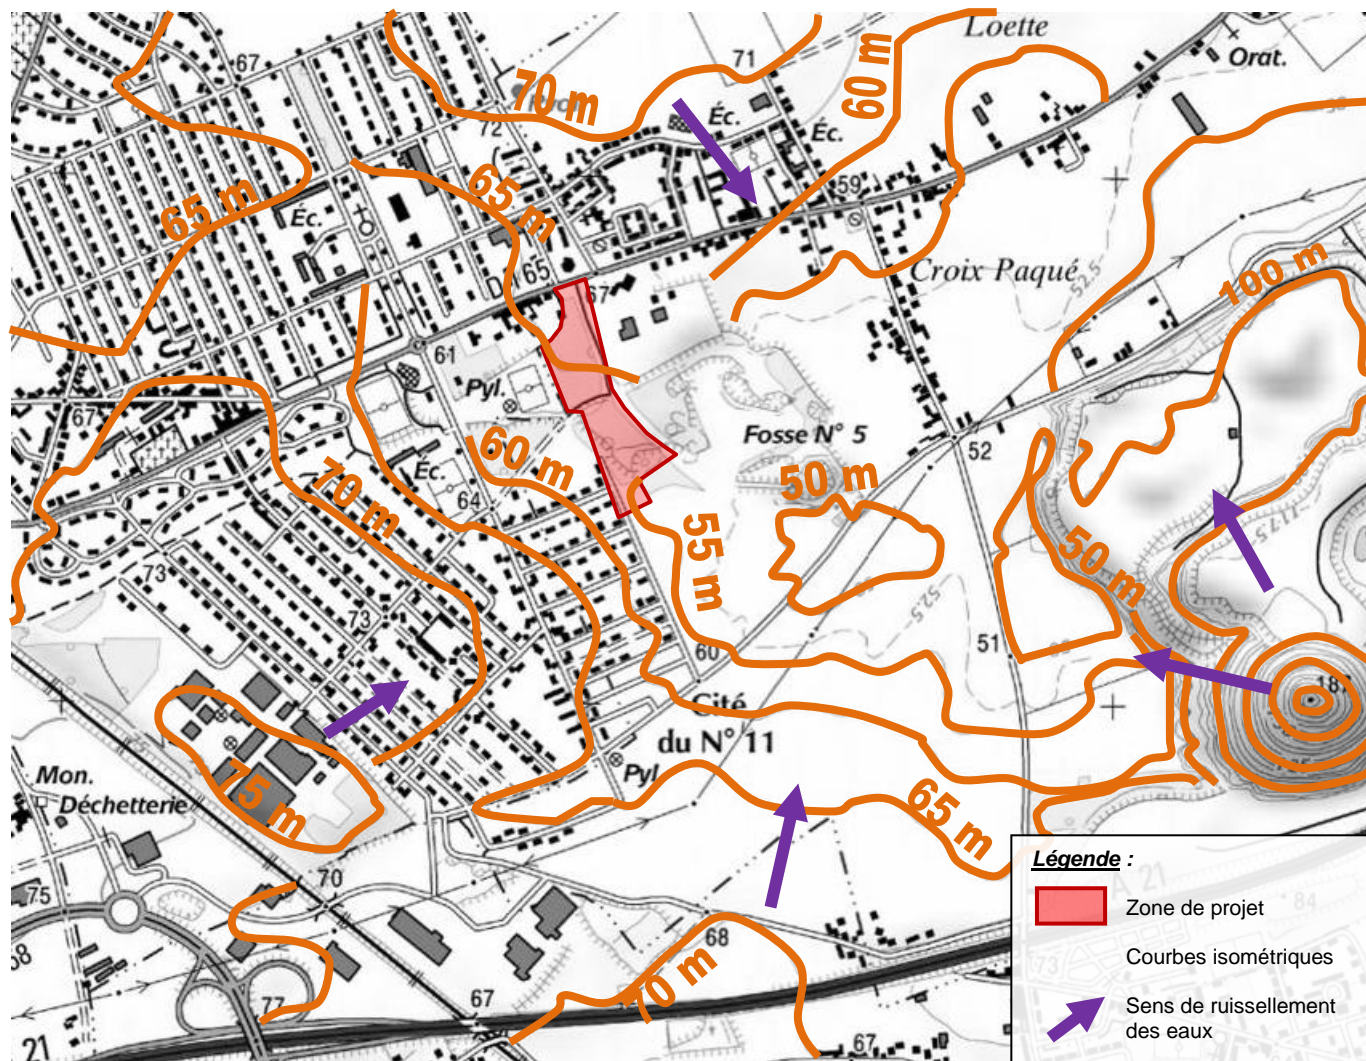 Loette
Orat.
67
71
70 m
60 m
72
Éc.
Éc.
65 m
65 m
59
Éc.
100 m
Croix Paqué
52,5
D
65
67
61
Pyl.
67
Fosse N° 5
52
60 m
50 m
70 m
Éc.
64
55 m
50 m
52,5
73
73
51
60
Cité
du N° 11
Pyl
75 m
Mon.
Déchetterie
65 m
70
75
68
70 m
77
67
67
21
Légende :
A 21
Zone de projet
84
73
Courbes isométriques
Sens de ruissellement
des eaux